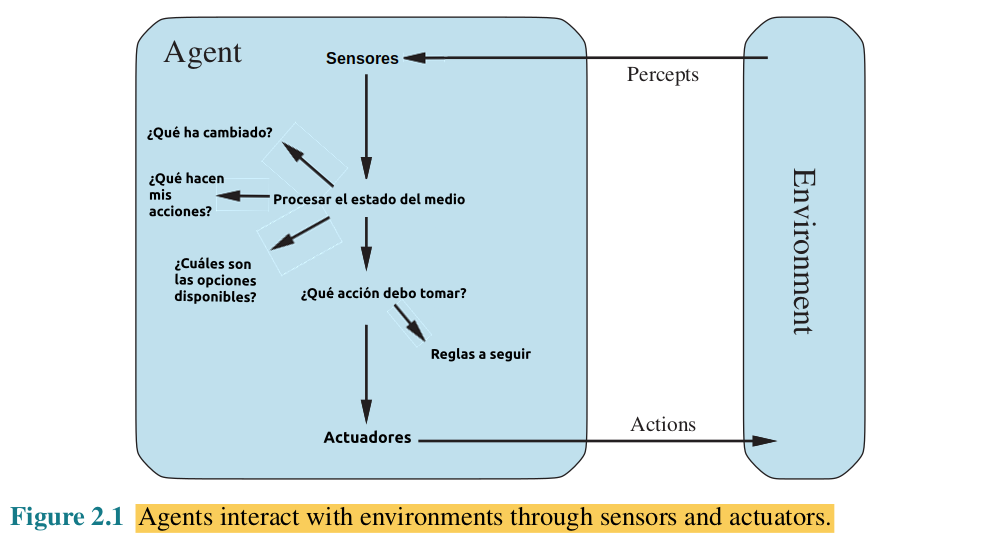 Agent
Sensores
Percepts
¿Qué ha cambiado?
¿Qué hacen
mis
acciones?
Procesar el estado del medio
¿Cuáles son
las opciones
disponibles?
¿Qué acción debo tomar?
Reglas a seguir
Actuadores
Actions
Environment
Figure 2.1 Agents interact with environments through sensors and actuators.